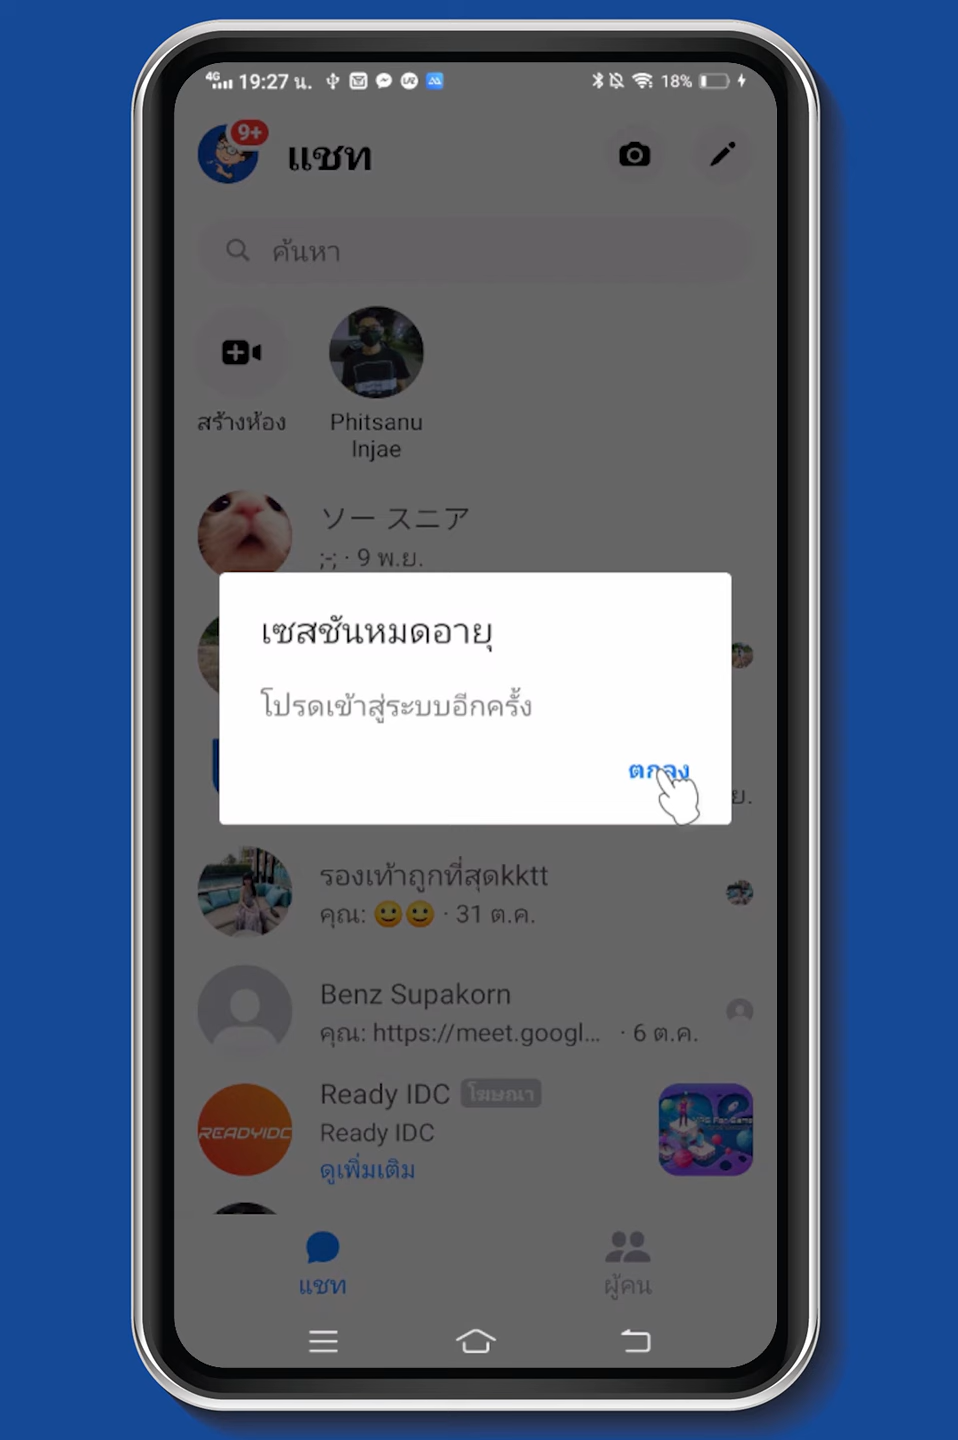 4G 19:27 น. 18%
9+
แชท
ค้นหา
สร้างห้อง
Phitsanu
Injae
ソー スニア
;-; · 9 พ.ย.
เซสชันหมดอายุ
โปรดเข้าสู่ระบบอีกครั้ง
ตกลง
ย.
รองเท้าถูกที่สุดkktt
คุณ: 😀😀 · 31 ต.ค.
Benz Supakorn
คุณ: https://meet.googl... · 6 ต.ค.
Ready IDC โฆษณา
READYIDC
Ready IDC
ดูเพิ่มเติม
แชท
ผู้คน